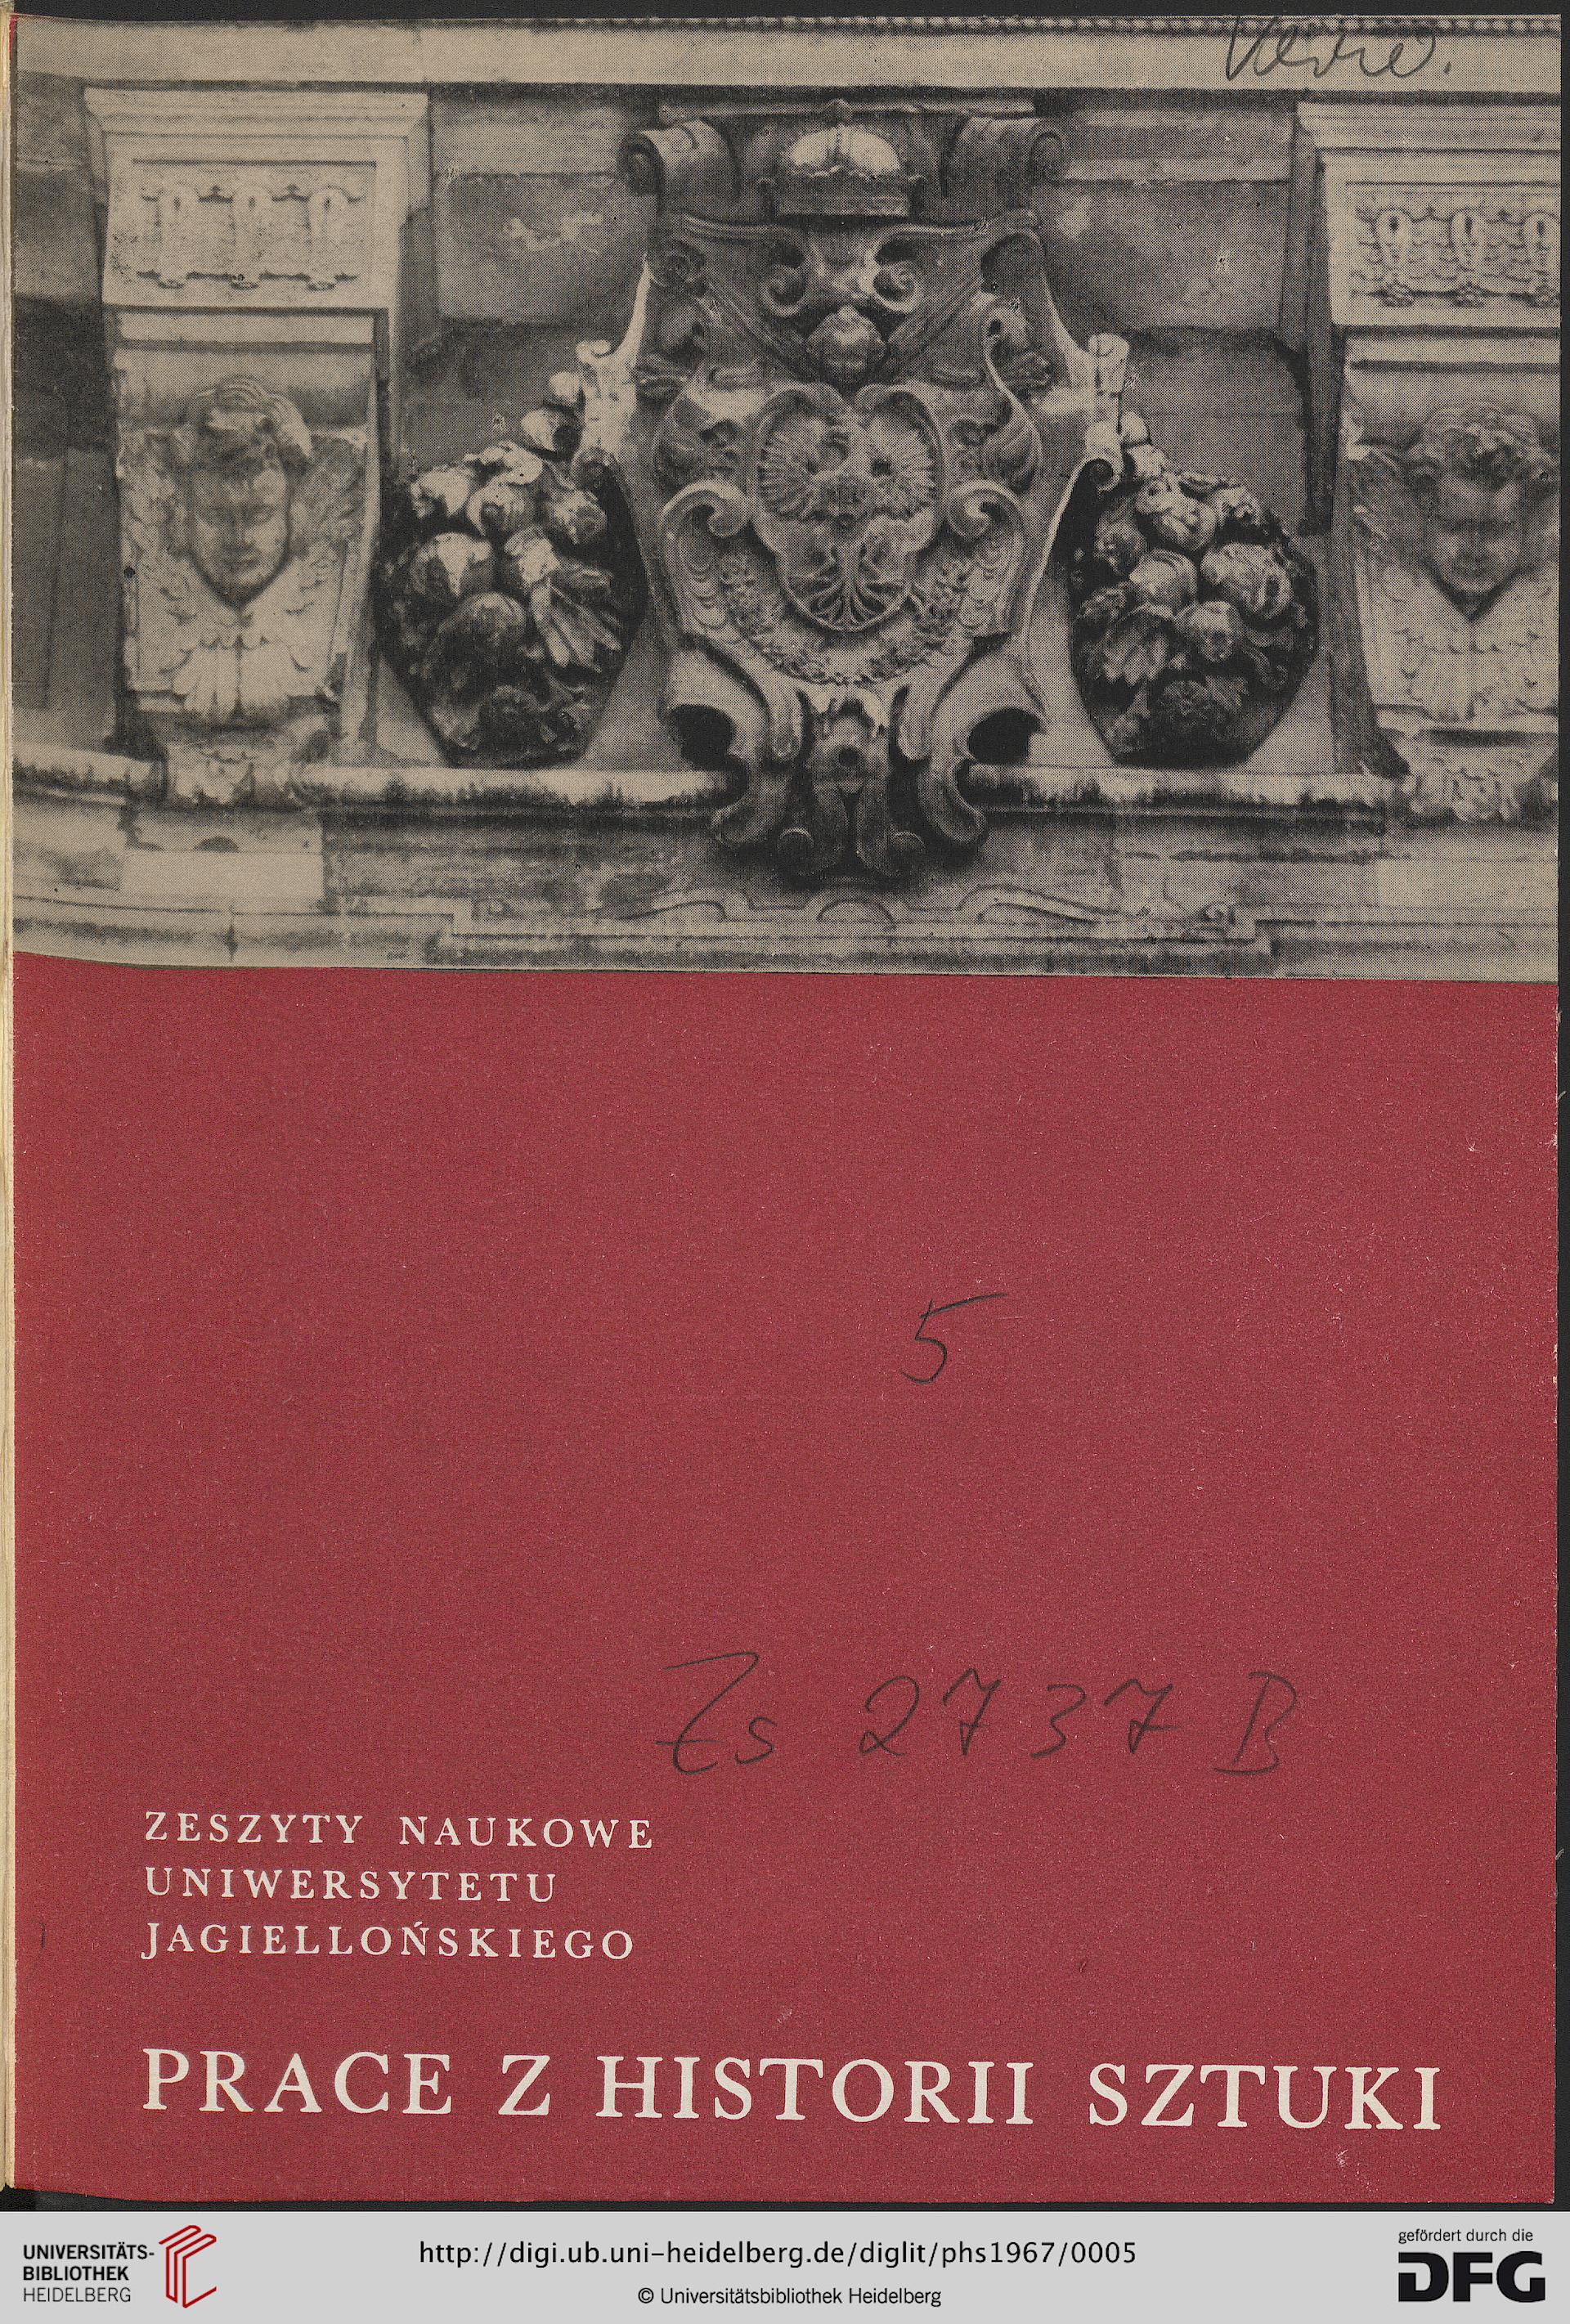 5
Zs 2737 B
ZESZYTY NAUKOWE
UNIWERSYTETU
JAGIELLOŃSKIEGO
PRACE Z HISTORII SZTUKI
UNIVERSITÄTS-
BIBLIOTHEK
HEIDELBERG
http://digi.ub.uni-heidelberg.de/diglit/phs1967/0005
© Universitätsbibliothek Heidelberg
gefördert durch die
DFG